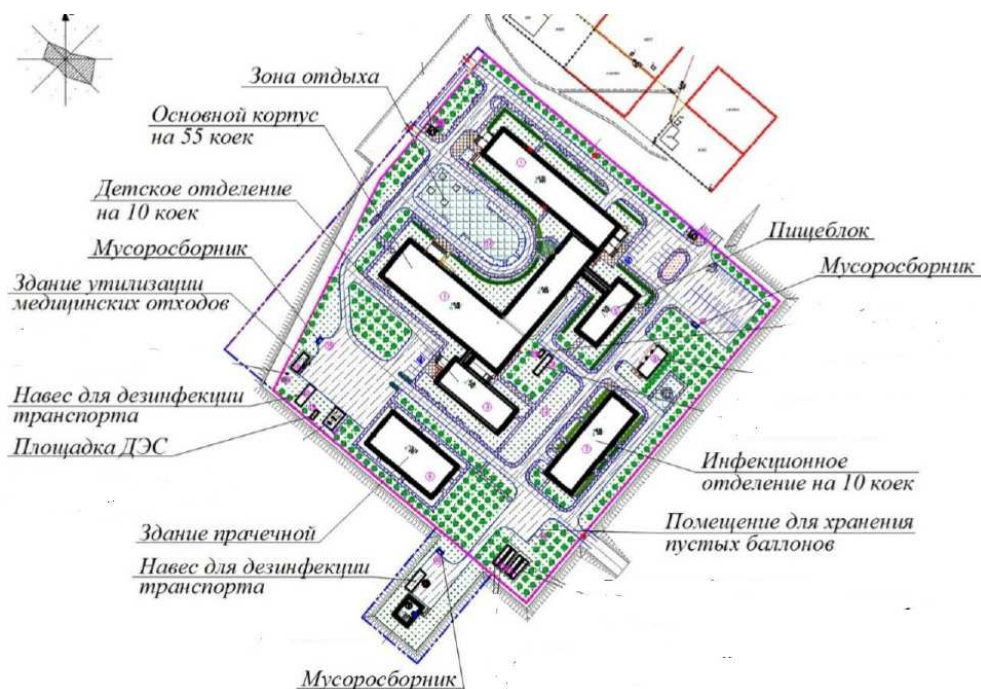 Зона отдыха
Основной корпус
на 55 коек
Детское отделение
на 10 коек
Мусоросборник
Здание утилизации
медицинских отходов
Навес для дезинфекции
транспорта
Площадка ДЭС
Здание прачечной
Навес для дезинфекции
транспорта
Мусоросборник
Пищеблок
Мусоросборник
Инфекционное
отделение на 10 коек
Помещение для хранения
пустых баллонов